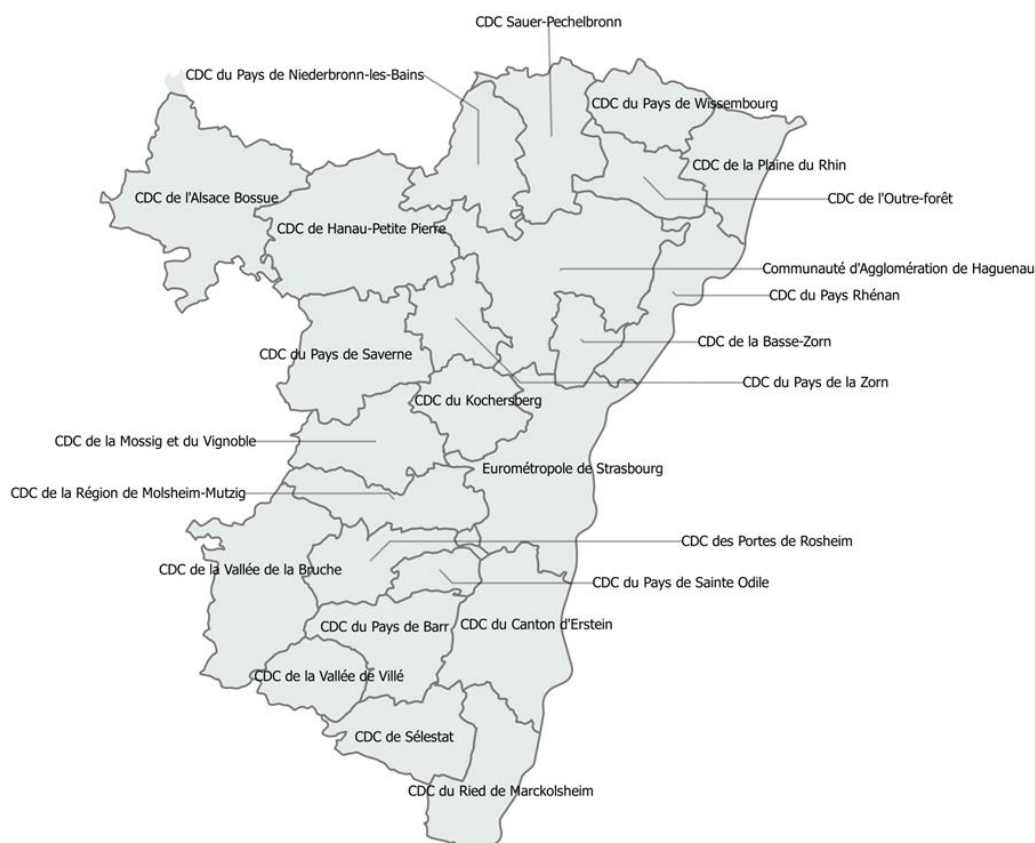 CDC Sauer-Pechelbronn
CDC du Pays de Niederbronn-les-Bains
CDC du Pays de Wissembourg
CDC de la Plaine du Rhin
CDC de l'Alsace Bossue
CDC de l'Outre-forêt
CDC de Hanau-Petite Pierre
Communauté d'Agglomération de Haguenau
CDC du Pays Rhénan
CDC de la Basse-Zorn
CDC du Pays de Saverne
CDC du Pays de la Zorn
CDC du Kochersberg
CDC de la Mossig et du Vignoble
Eurométropole de Strasbourg
CDC de la Région de Molsheim-Mutzig
CDC des Portes de Rosheim
CDC de la Vallée de la Bruche
CDC du Pays de Sainte Odile
CDC du Pays de Barr
CDC du Canton d'Erstein
CDC de la Vallée de Villé
CDC de Sélestat
CDC du Ried de Marckolsheim